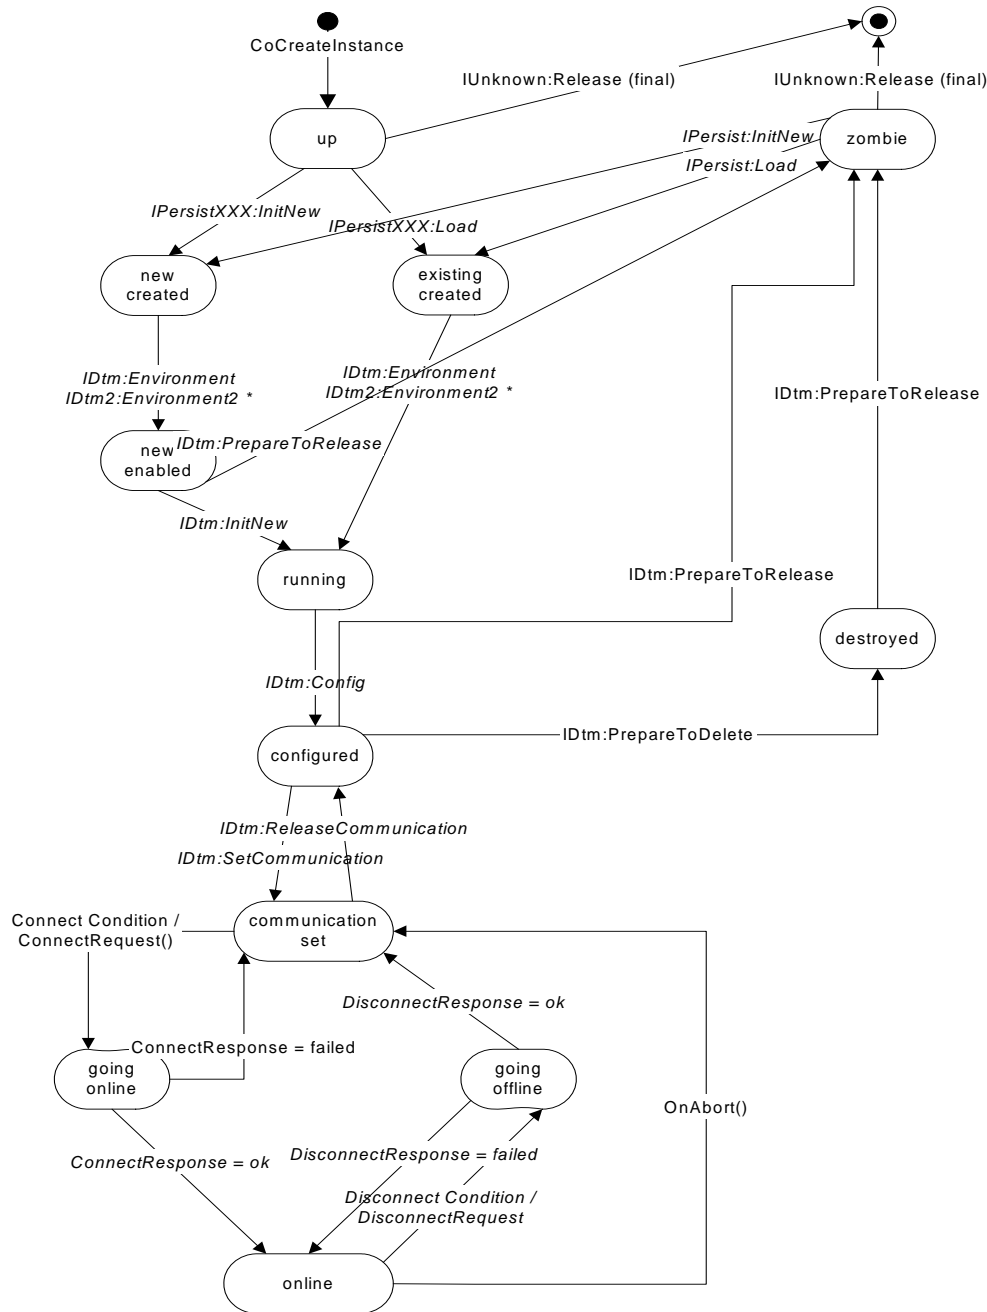 CoCreateInstance
IUnknown:Release (final)
IUnknown:Release (final)
up
zombie
IPersist:InitNew
IPersist:Load
IPersistXXX:InitNew
IPersistXXX:Load
new
created
existing
created
IDtm:Environment
IDtm2:Environment2 *
IDtm:Environment
IDtm2:Environment2 *
IDtm:PrepareToRelease
new
enabled
IDtm:PrepareToRelease
IDtm:InitNew
running
IDtm:PrepareToRelease
destroyed
IDtm:Config
IDtm:PrepareToDelete
configured
IDtm:ReleaseCommunication
IDtm:SetCommunication
communication
set
Connect Condition /
ConnectRequest()
DisconnectResponse = ok
ConnectResponse = failed
going
online
going
offline
OnAbort()
ConnectResponse = ok
DisconnectResponse = failed
Disconnect Condition /
DisconnectRequest
online